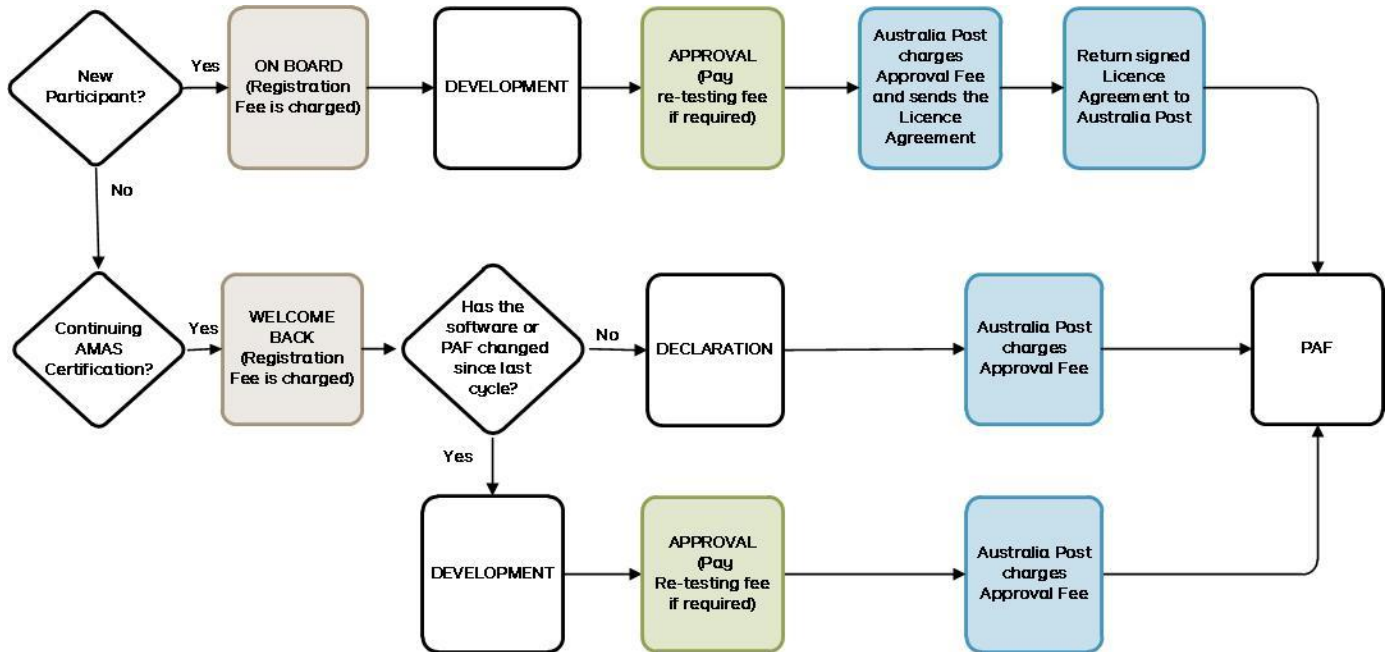 New
Participant?
Yes
ON BOARD
(Registration
Fee is charged)
DEVELOPMENT
APPROVAL
(Pay
re-testing fee
if required)
Australia Post
charges
Approval Fee
and sends the
Licence
Agreement
Return signed
Licence
Agreement to
Australia Post
No
Continuing
AMAS
Certification?
Yes
WELCOME
BACK
(Registration
Fee is charged)
Has the
software or
PAF changed
since last
cycle?
No
DECLARATION
Australia Post
charges
Approval Fee
PAF
Yes
DEVELOPMENT
APPROVAL
(Pay
Re-testing fee
if required)
Australia Post
charges
Approval Fee